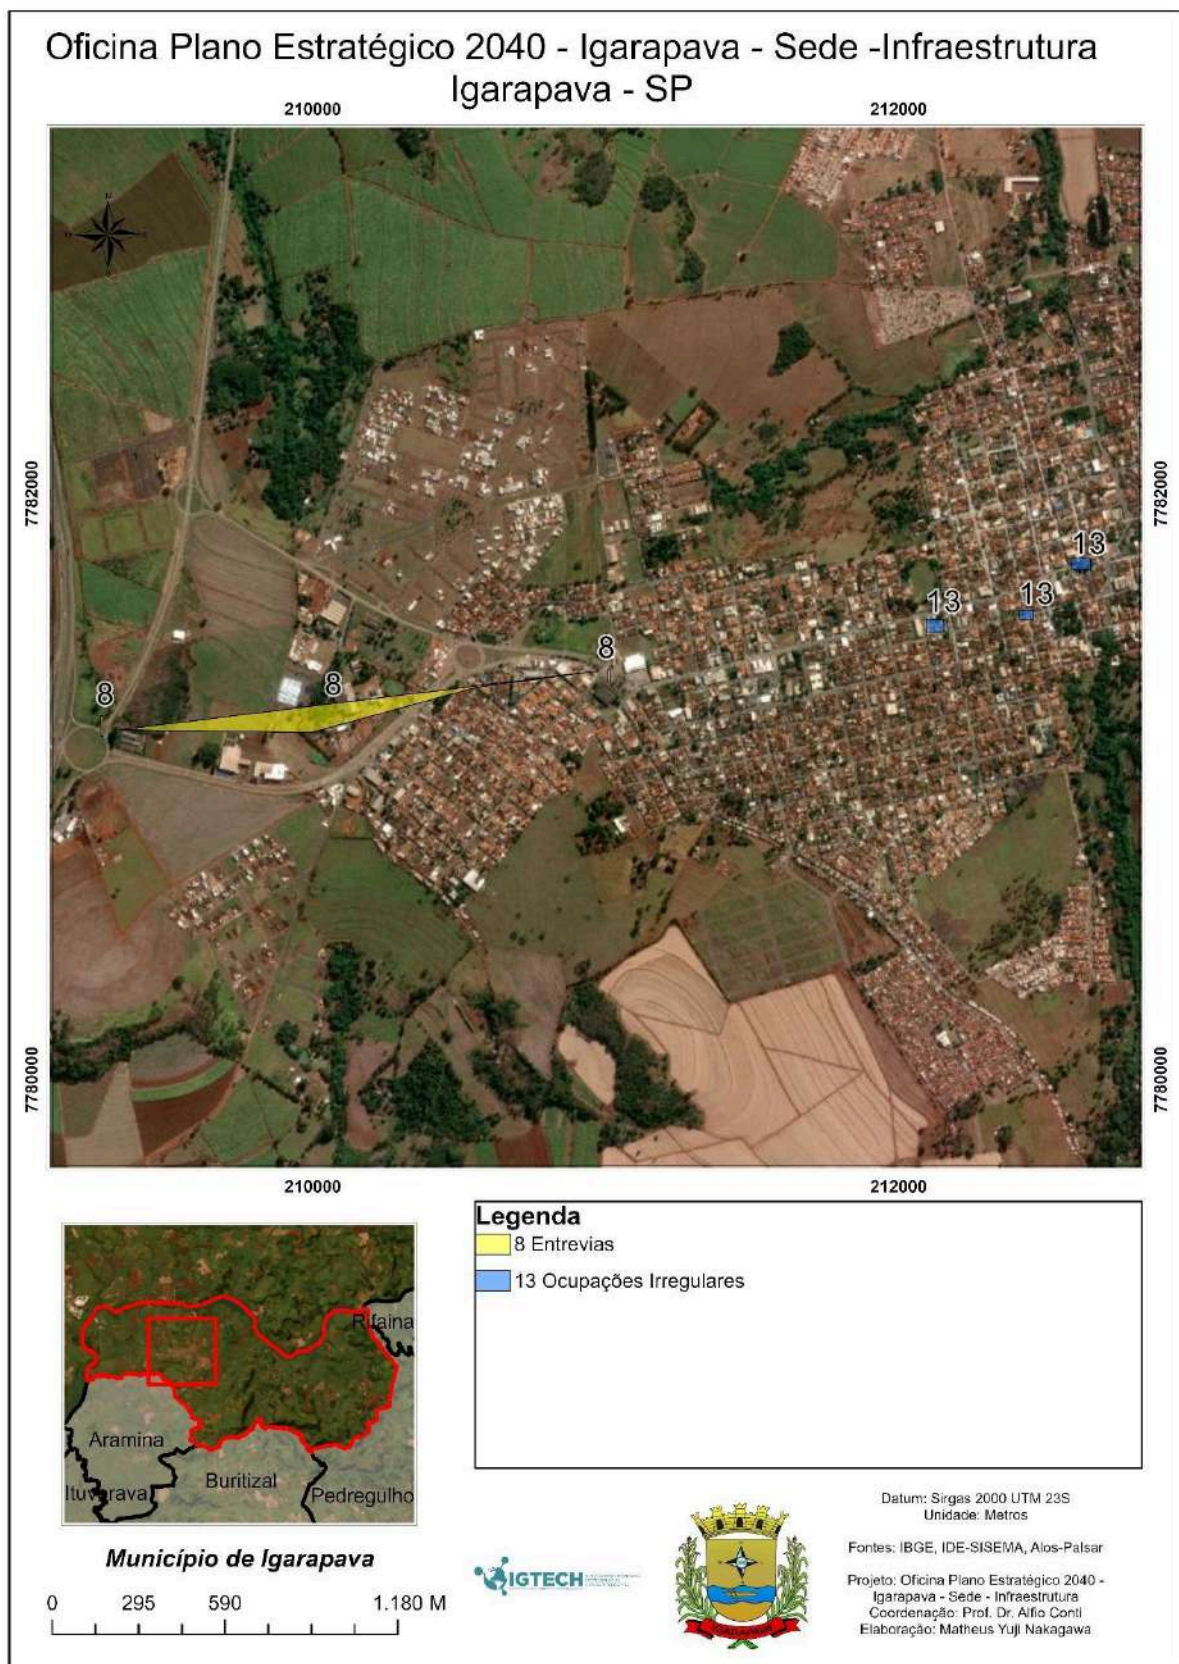 Oficina Plano Estratégico 2040 - Igarapava - Sede -Infraestrutura
Igarapava - SP
210000
212000
N
7782000
7782000
13
13
13
8
8
8
7780000
7780000
210000
212000
Legenda
8 Entrevias
13 Ocupações Irregulares
Rifaina
Aramina
Buritizal
Ituverava
Pedregulho
Município de Igarapava
0
295
590
1.180 M
IGTECH
IGARAPAVA
Datum: Sirgas 2000 UTM 23S
Unidade: Metros
Fontes: IBGE, IDE-SISEMA, Alos-Palsar
Projeto: Oficina Plano Estratégico 2040 -
Igarapava - Sede - Infraestrutura
Coordenação: Prof. Dr. Alfio Conti
Elaboração: Matheus Yuji Nakagawa